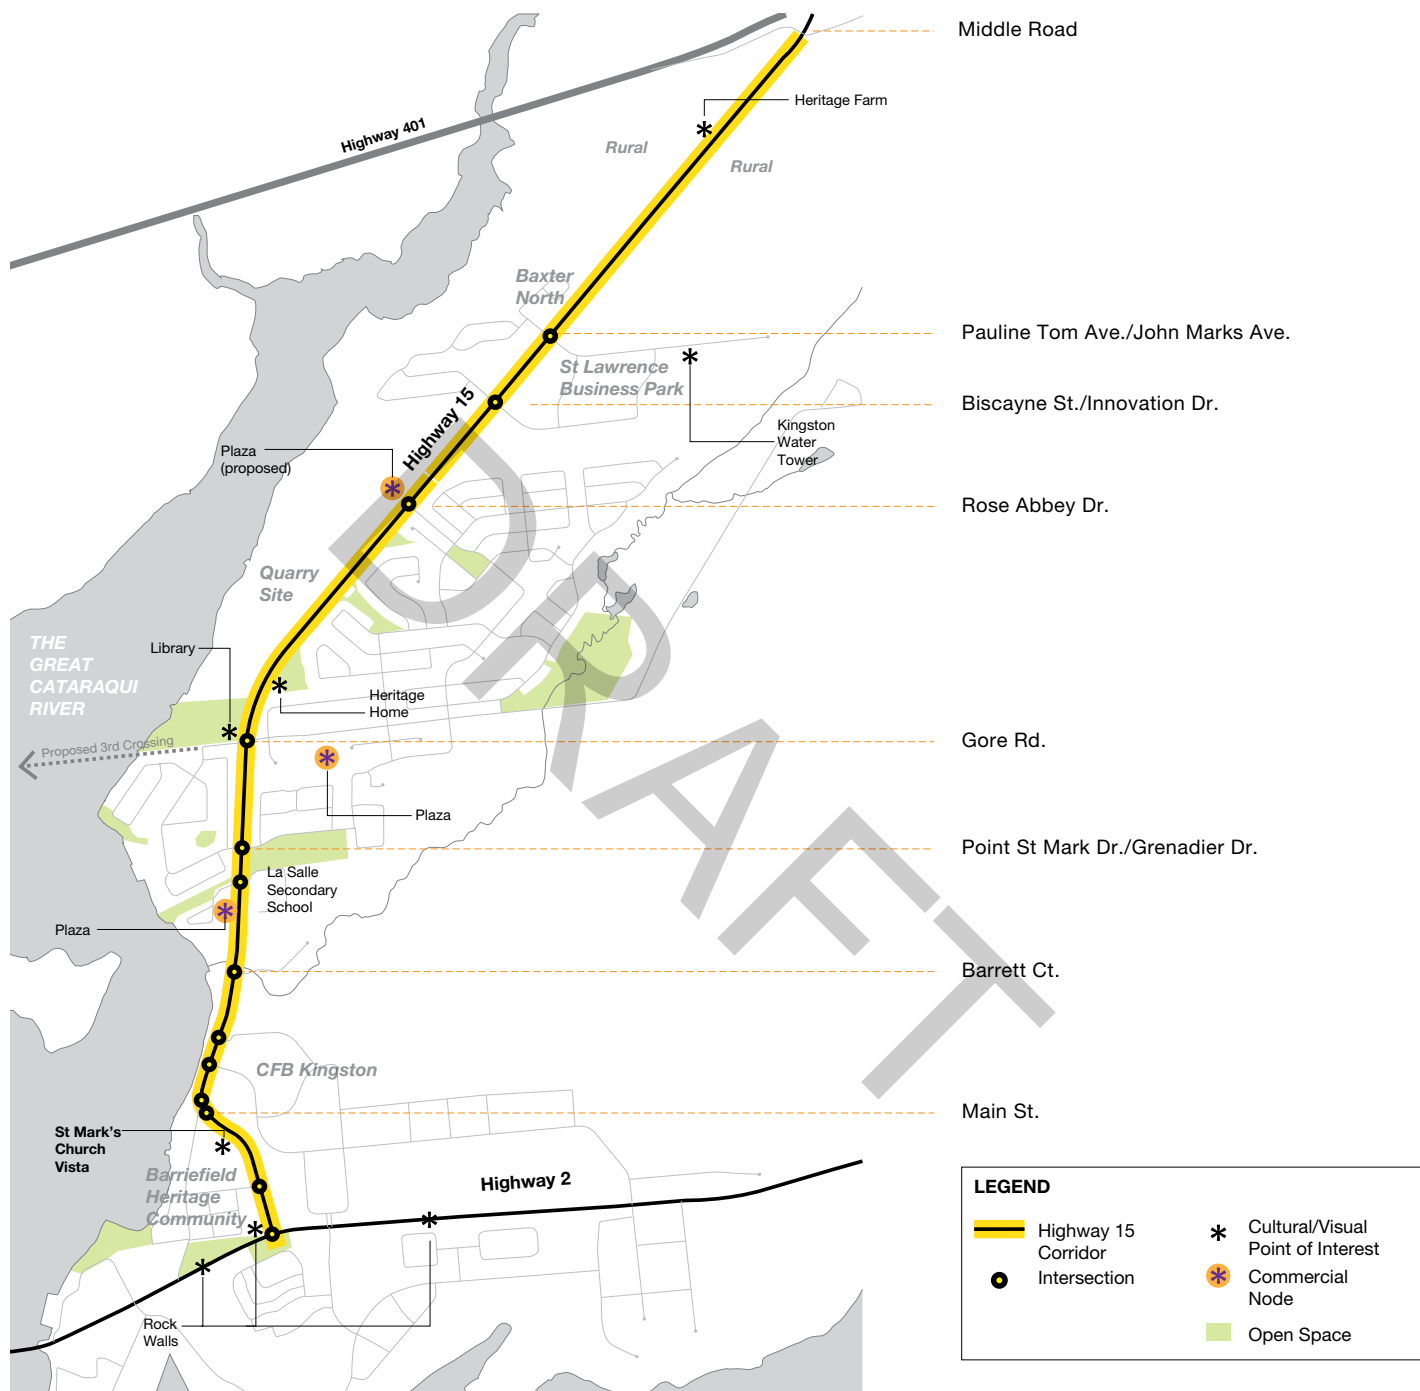 Middle Road
Heritage Farm
Highway 401
Rural
Rural
Baxter
North
Pauline Tom Ave./John Marks Ave.
St Lawrence
Business Park
Highway 15
Biscayne St./Innovation Dr.
Kingston
Water
Tower
Plaza
(proposed)
Rose Abbey Dr.
Quarry
Site
THE
GREAT
CATARAQUI
RIVER
Library
Heritage
Home
Proposed 3rd Crossing
Gore Rd.
Plaza
Point St Mark Dr./Grenadier Dr.
La Salle
Secondary
School
Plaza
Barrett Ct.
CFB Kingston
Main St.
St Mark's
Church
Vista
Barriefield
Heritage
Community
Highway 2
Rock
Walls
DRAFT
LEGEND
Highway 15
Corridor
Intersection
Cultural/Visual
Point of Interest
Commercial
Node
Open Space